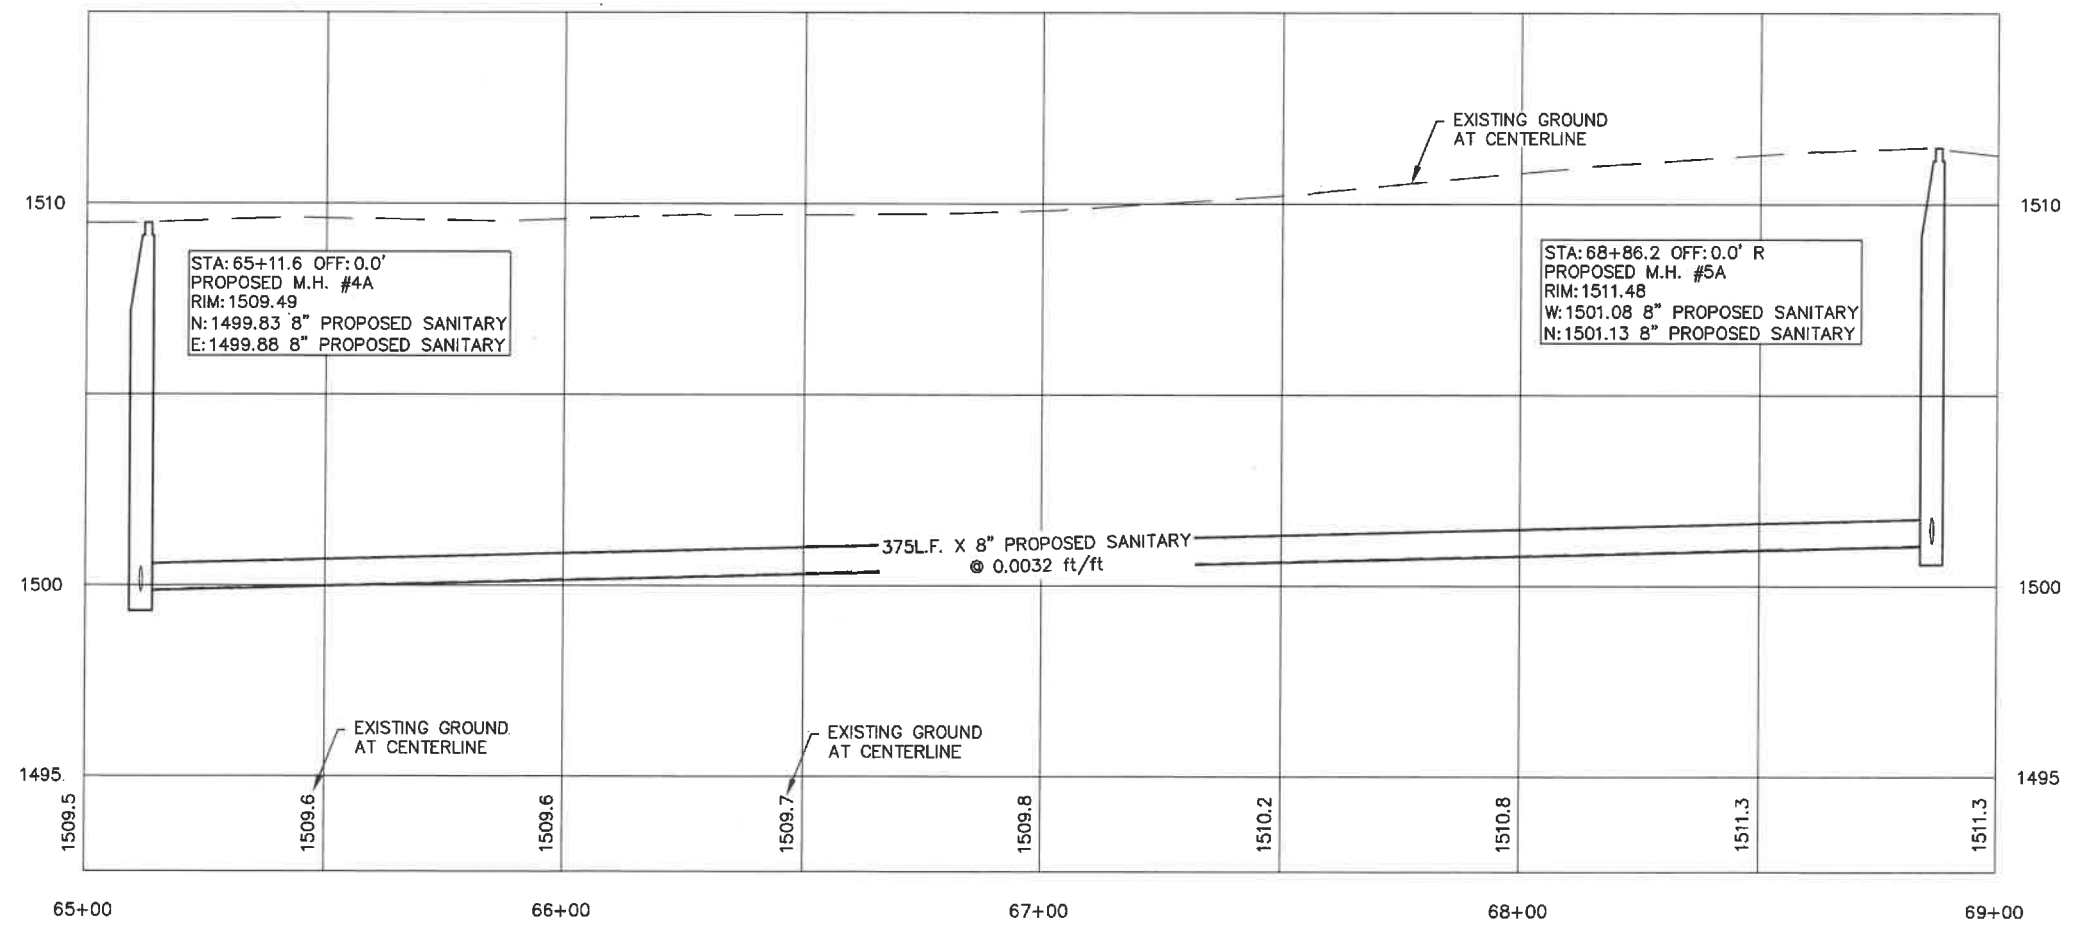 EXISTING GROUND
AT CENTERLINE
1510
1510
STA: 65+11.6 OFF: 0.0'
PROPOSED M.H. #4A
RIM: 1509.49
N: 1499.83 8" PROPOSED SANITARY
E: 1499.88 8" PROPOSED SANITARY
STA: 68+86.2 OFF: 0.0' R
PROPOSED M.H. #5A
RIM: 1511.48
W: 1501.08 8" PROPOSED SANITARY
N: 1501.13 8" PROPOSED SANITARY
375L.F. X 8" PROPOSED SANITARY
@ 0.0032 ft/ft
1500
1500
EXISTING GROUND
AT CENTERLINE
EXISTING GROUND
AT CENTERLINE
1495
1495
1509.5
1509.6
1509.6
1509.7
1509.8
1510.2
1510.8
1511.3
1511.3
65+00
66+00
67+00
68+00
69+00